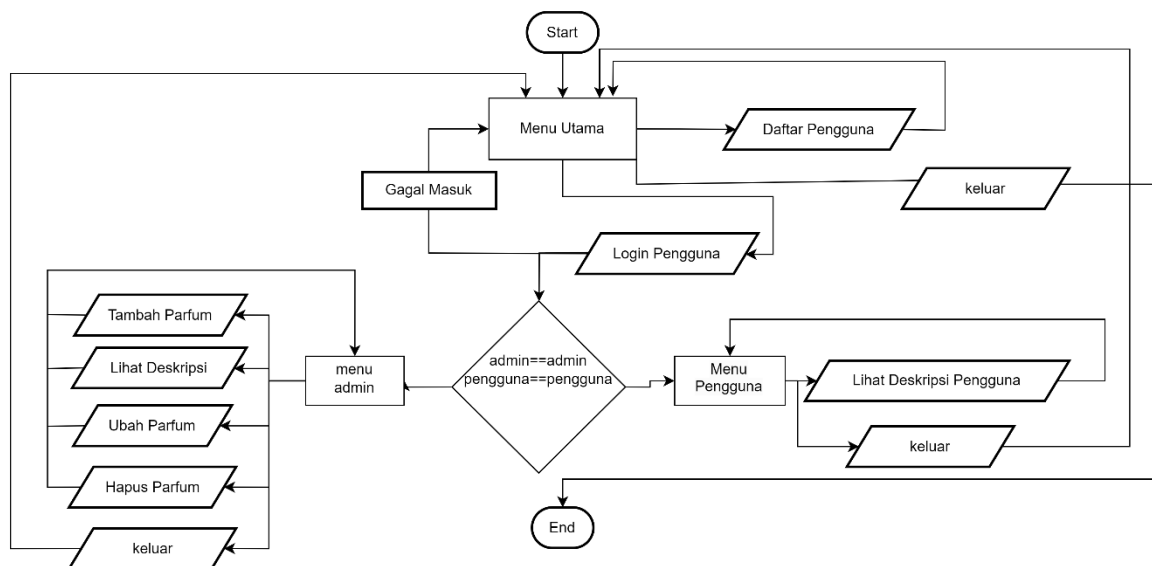 Start
Menu Utama
Daftar Pengguna
Gagal Masuk
keluar
Login Pengguna
Tambah Parfum
Lihat Deskripsi
Ubah Parfum
Hapus Parfum
keluar
menu
admin
admin==admin
pengguna==pengguna
Menu
Pengguna
Lihat Deskripsi Pengguna
keluar
End